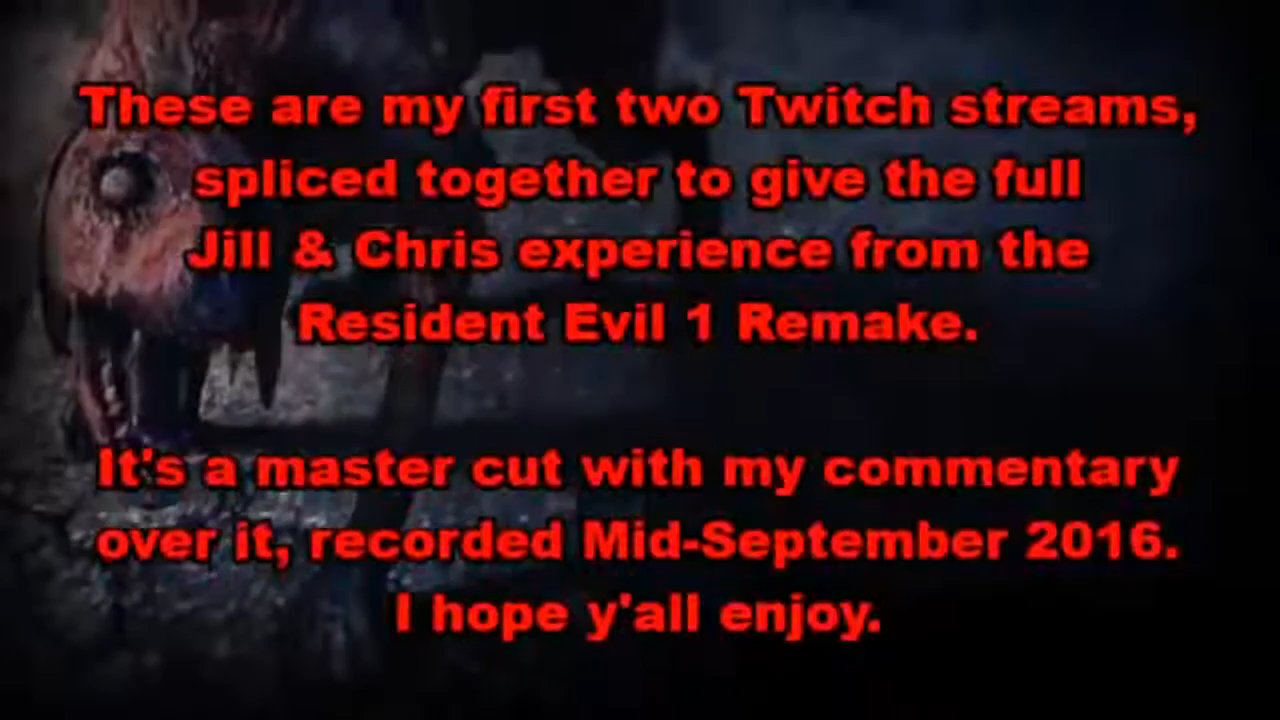 These are my first two Twitch streams,
spliced together to give the full
Jill & Chris experience from the
Resident Evil 1 Remake.
It's a master cut with my commentary
over it, recorded Mid-September 2016.
I hope y'all enjoy.